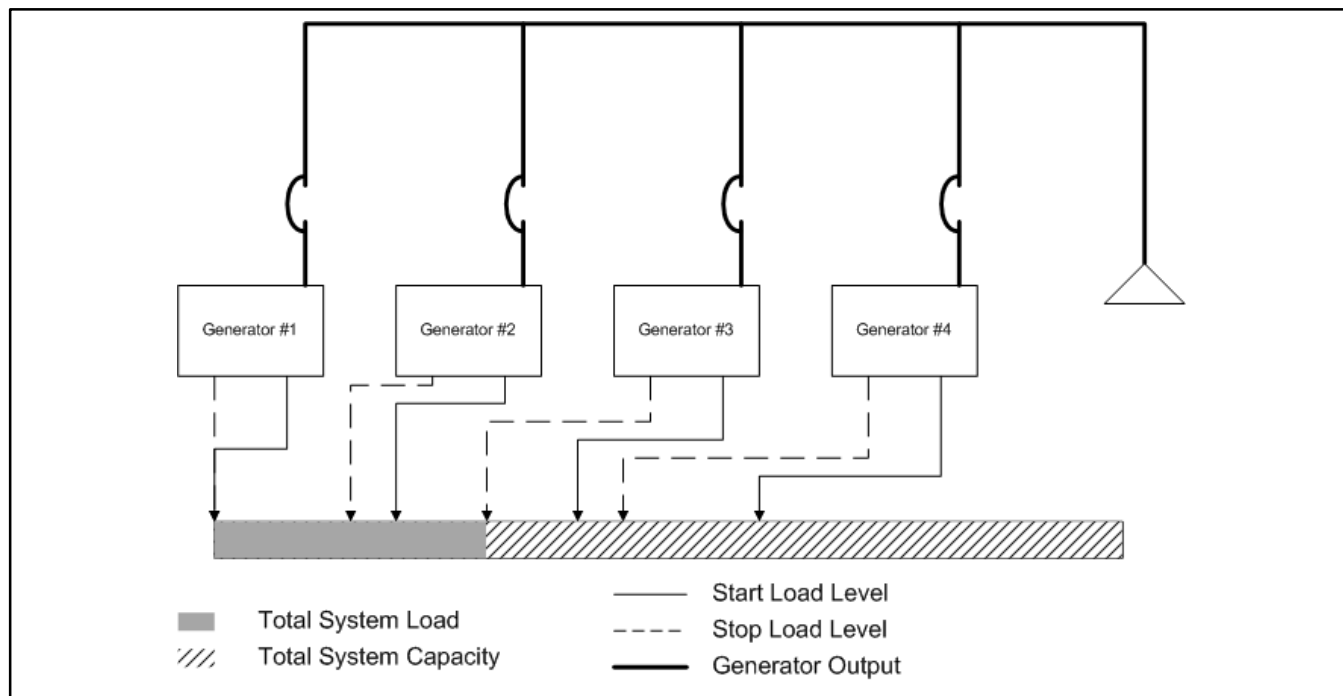 Generator #1
Generator #2
Generator #3
Generator #4
Total System Load
Total System Capacity
Start Load Level
Stop Load Level
Generator Output